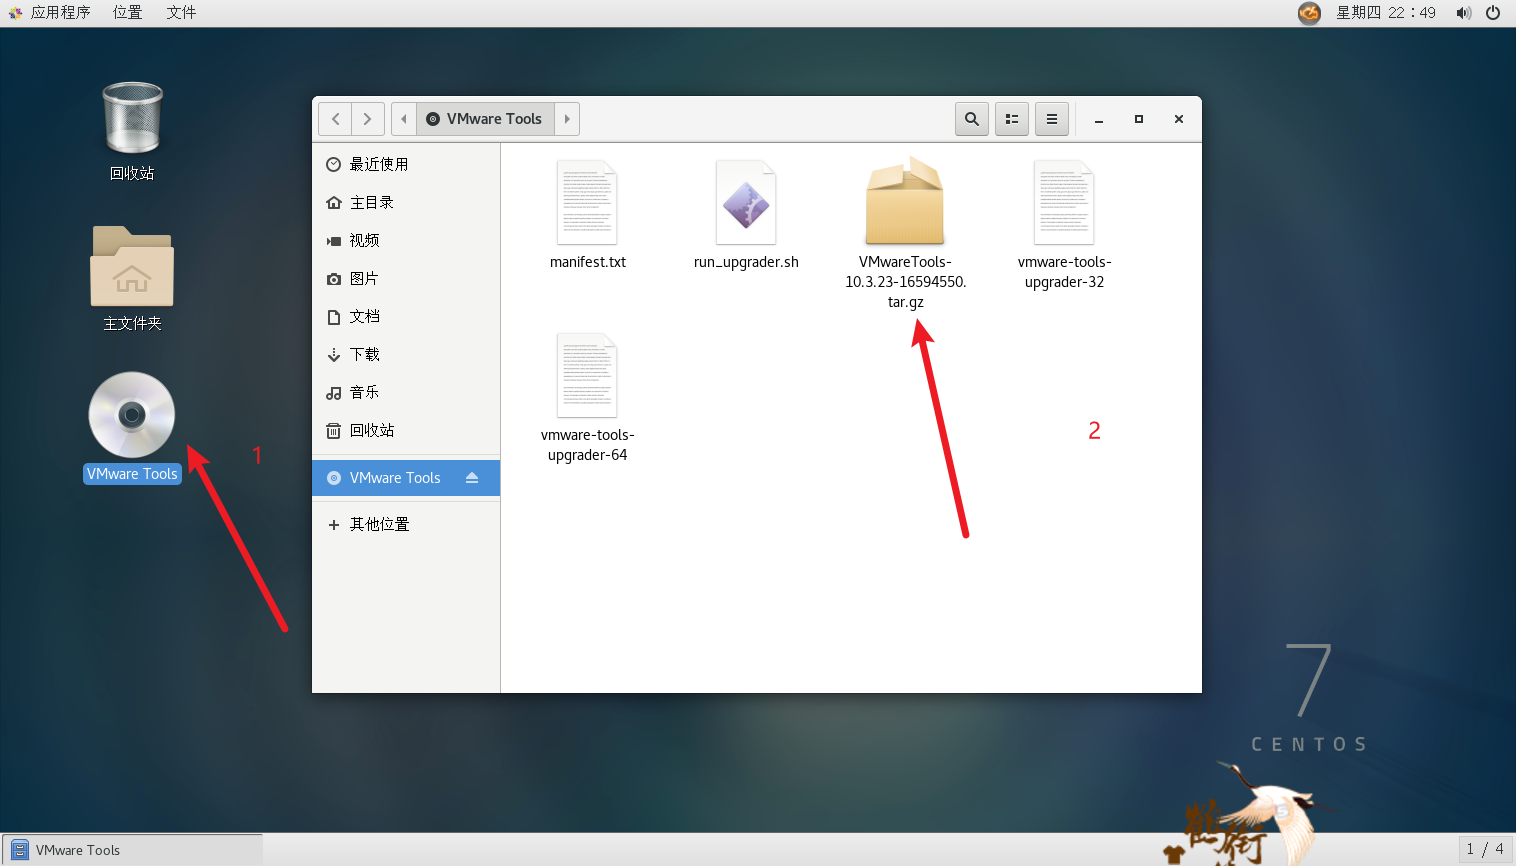 应用程序 位置 文件
星期四 22：49
回收站
主文件夹
VMware Tools
1
VMware Tools
最近使用
主目录
视频
图片
文档
下载
音乐
回收站
VMware Tools
其他位置
manifest.txt
run_upgrader.sh
VMwareTools-
10.3.23-16594550.
tar.gz
vmware-tools-
upgrader-32
vmware-tools-
upgrader-64
2
7
CENTOS
VMware Tools
1 / 4